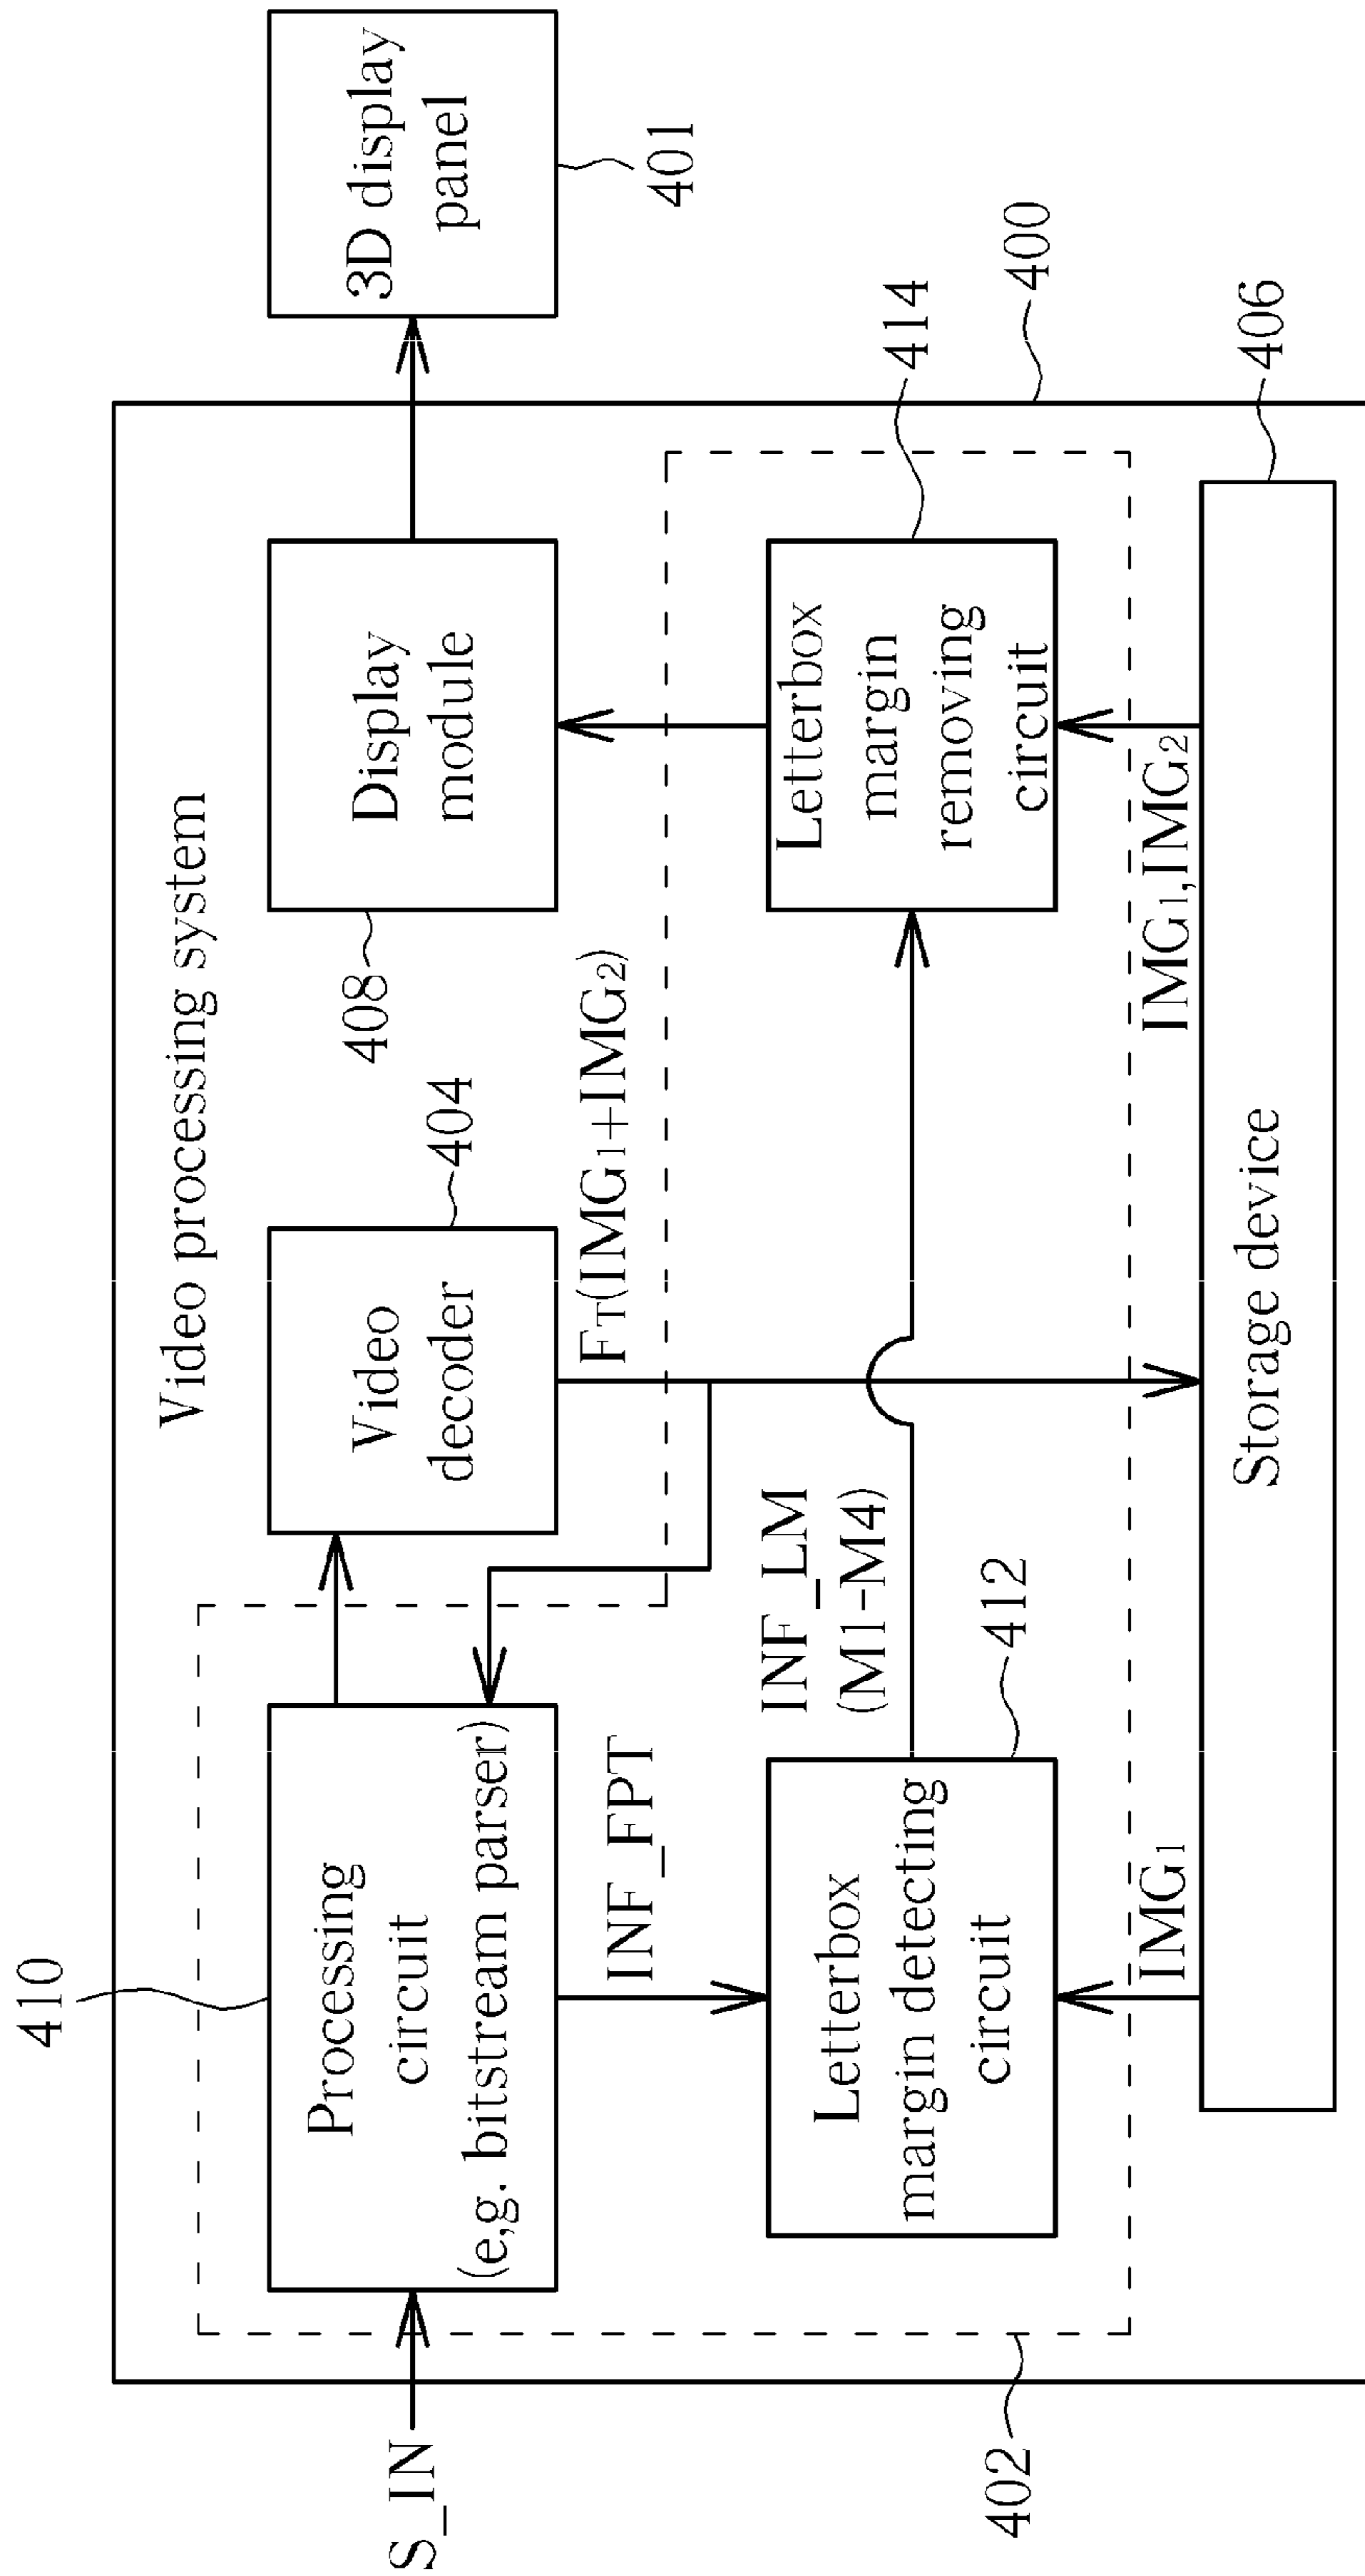 Video processing system
410
S_IN
Processing
circuit
(e,g. bitstream parser)
Video
decoder
404
408
Display
module
3D display
panel
401
INF_FPT
FT(IMG1+IMG2)
Letterbox
margin detecting
circuit
412
INF_LM
(M1-M4)
Letterbox
margin
removing
circuit
414
400
402
IMG1
IMG1,IMG2
Storage device
406